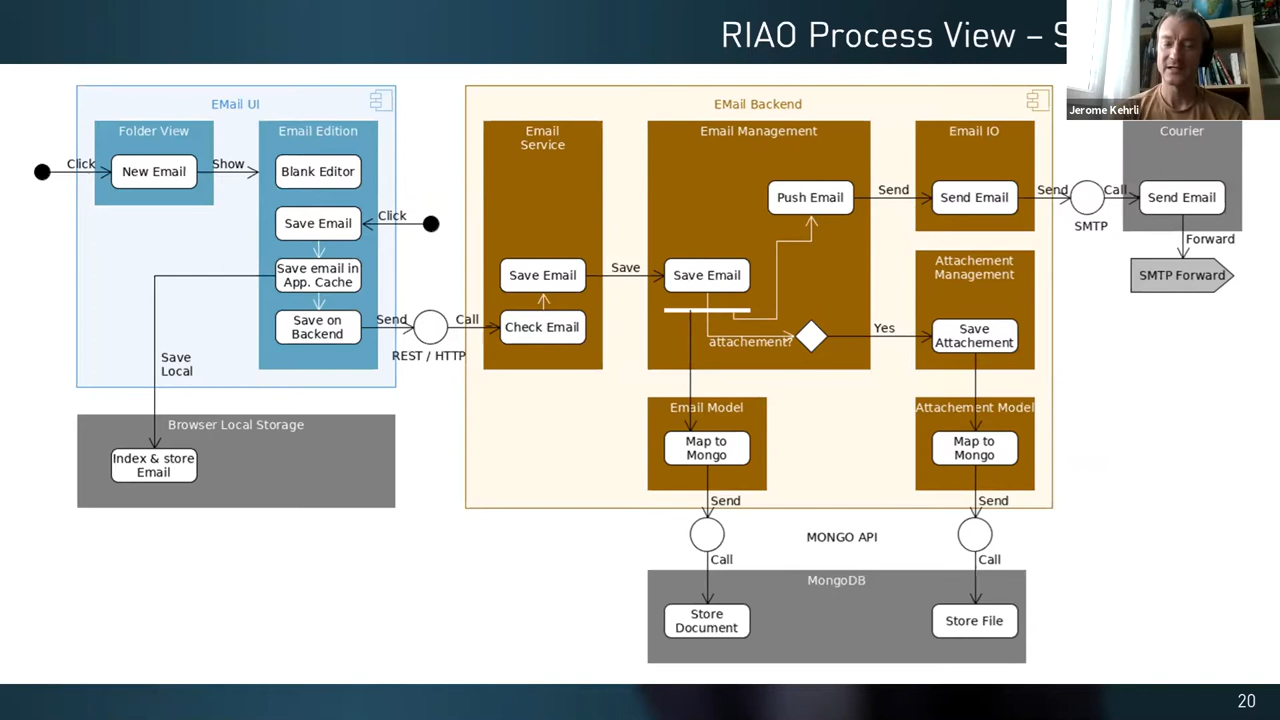 RIAO Process View – S
Jerome Kehrli
EMail UI
Folder View
Click
New Email
Show
Email Edition
Blank Editor
Save Email
Click
Save email in
App. Cache
Save on
Backend
Send
Call
REST / HTTP
Save
Local
Browser Local Storage
Index & store
Email
EMail Backend
Email
Service
Save Email
Check Email
Save
Email Management
Push Email
Save Email
attachement?
Send
Yes
Email IO
Send Email
Send
Call
SMTP
Courier
Send Email
Forward
SMTP Forward
Attachement
Management
Save
Attachement
Email Model
Map to
Mongo
Attachement Model
Map to
Mongo
Send
Send
MONGO API
Call
Call
MongoDB
Store
Document
Store File
20